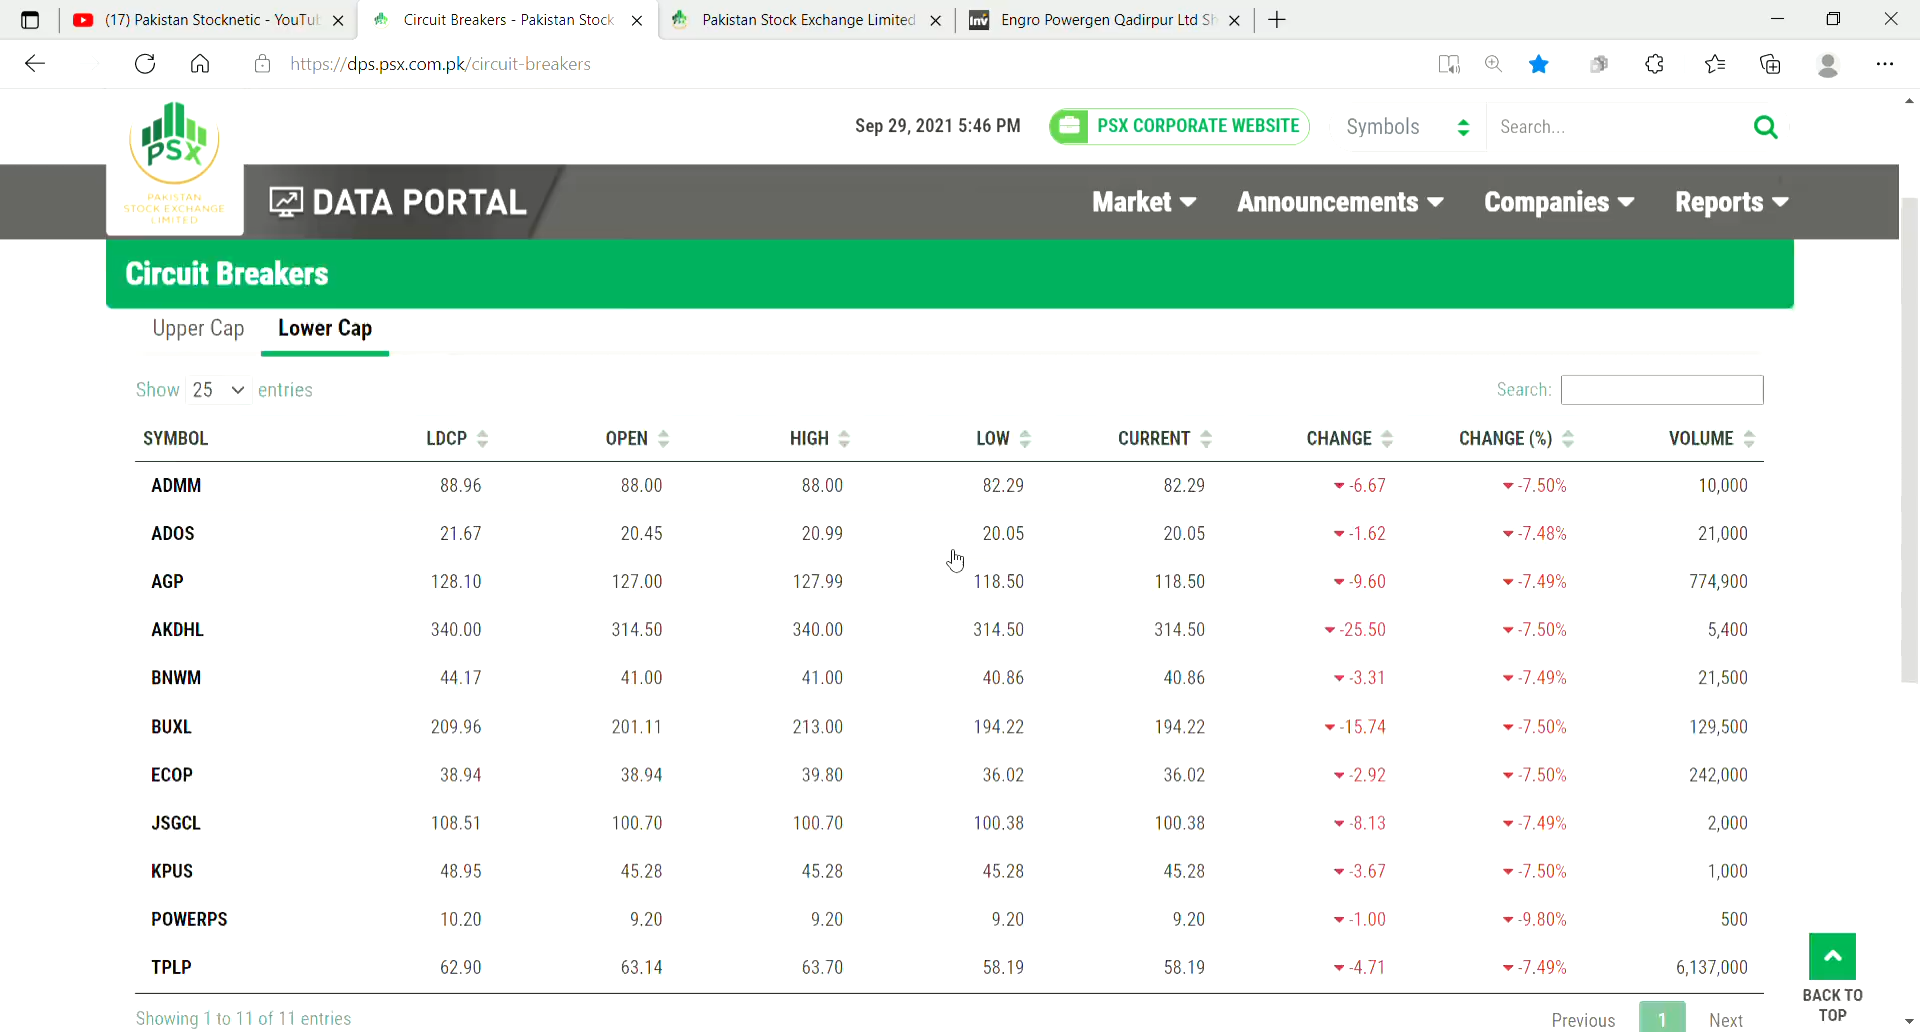 (17) Pakistan Stocknetic - YouTu
Circuit Breakers - Pakistan Stock
Pakistan Stock Exchange Limited
Inv Engro Powergen Qadirpur Ltd Sh
https://dps.psx.com.pk/circuit-breakers
PSX
PAKISTAN
STOCK EXCHANGE
LIMITED
Sep 29, 2021 5:46 PM PSX CORPORATE WEBSITE Symbols Search...
DATA PORTAL Market Announcements Companies Reports
Circuit Breakers
Upper Cap Lower Cap
Show 25 entries Search:
SYMBOL LDCP OPEN HIGH LOW CURRENT CHANGE CHANGE (%) VOLUME
ADMM 88.96 88.00 88.00 82.29 82.29 -6.67 -7.50% 10,000
ADOS 21.67 20.45 20.99 20.05 20.05 -1.62 -7.48% 21,000
AGP 128.10 127.00 127.99 118.50 118.50 -9.60 -7.49% 774,900
AKDHL 340.00 314.50 340.00 314.50 314.50 -25.50 -7.50% 5,400
BNWM 44.17 41.00 41.00 40.86 40.86 -3.31 -7.49% 21,500
BUXL 209.96 201.11 213.00 194.22 194.22 -15.74 -7.50% 129,500
ECOP 38.94 38.94 39.80 36.02 36.02 -2.92 -7.50% 242,000
JSGCL 108.51 100.70 100.70 100.38 100.38 -8.13 -7.49% 2,000
KPUS 48.95 45.28 45.28 45.28 45.28 -3.67 -7.50% 1,000
POWERPS 10.20 9.20 9.20 9.20 9.20 -1.00 -9.80% 500
TPLP 62.90 63.14 63.70 58.19 58.19 -4.71 -7.49% 6,137,000
Showing 1 to 11 of 11 entries Previous 1 Next
BACK TO
TOP